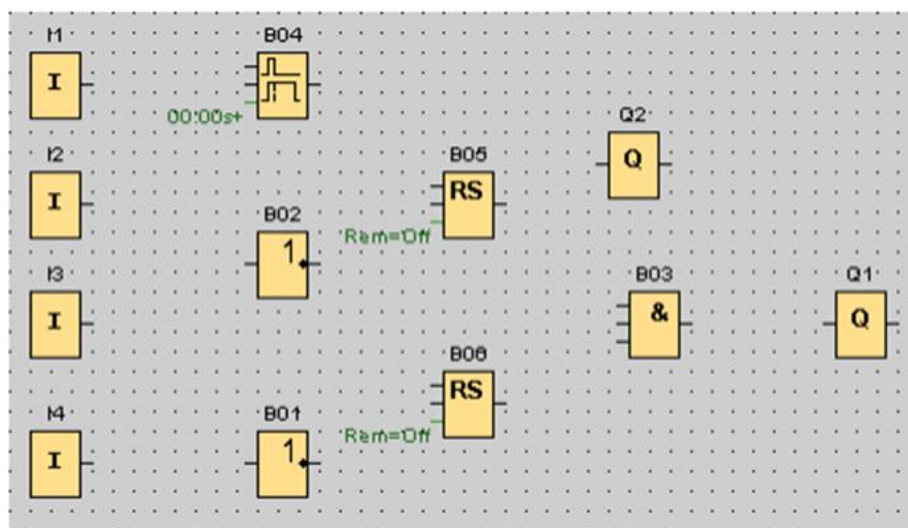 I1
B04
I
00:00s+
Q2
Q
I2
B05
I
RS
B02
Rem=Off
1
I3
B03
Q1
I
&
Q
B06
RS
I4
B01
Rem=Off
I
1